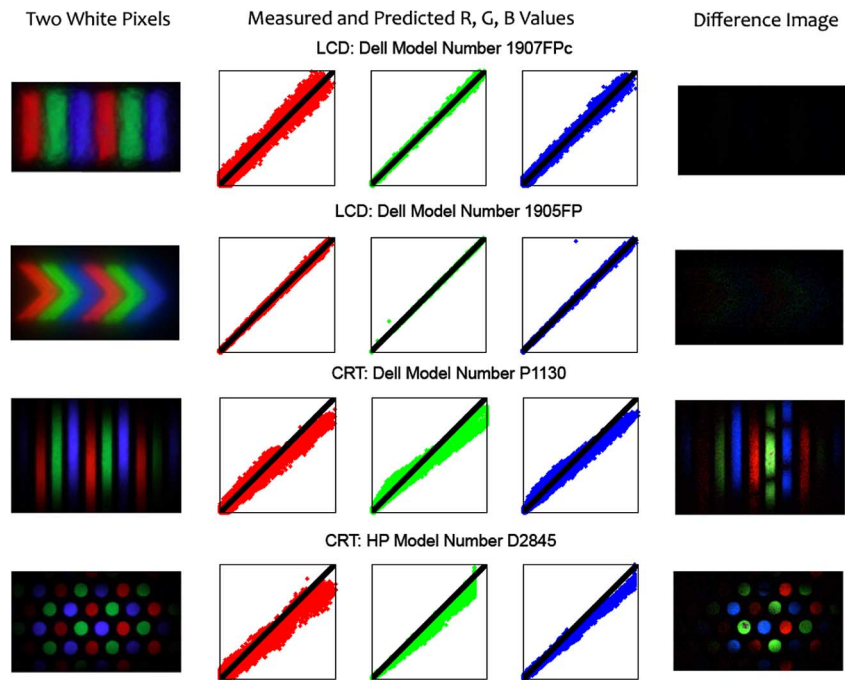 Two White Pixels
Measured and Predicted R, G, B Values
Difference Image
LCD: Dell Model Number 1907FPc
LCD: Dell Model Number 1905FP
CRT: Dell Model Number P1130
CRT: HP Model Number D2845